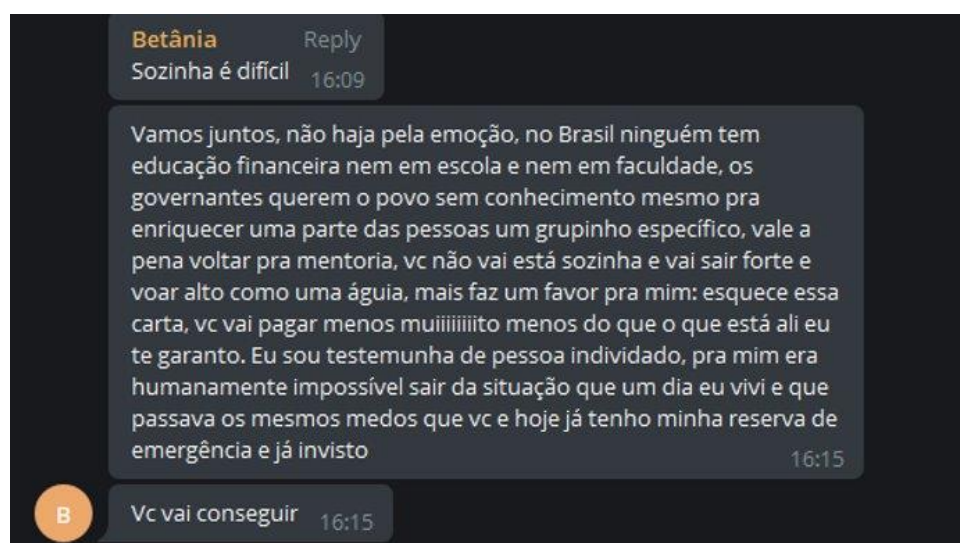 Betânia Reply
Sozinha é difícil 16:09
Vamos juntos, não haja pela emoção, no Brasil ninguém tem
educação financeira nem em escola e nem em faculdade, os
governantes querem o povo sem conhecimento mesmo pra
enriquecer uma parte das pessoas um grupinho específico, vale a
pena voltar pra mentoria, vc não vai está sozinha e vai sair forte e
voar alto como uma águia, mais faz um favor pra mim: esquece essa
carta, vc vai pagar menos muiiiiiiiito menos do que o que está ali eu
te garanto. Eu sou testemunha de pessoa individado, pra mim era
humanamente impossível sair da situação que um dia eu vivi e que
passava os mesmos medos que vc e hoje já tenho minha reserva de
emergência e já invisto
16:15
B
Vc vai conseguir 16:15